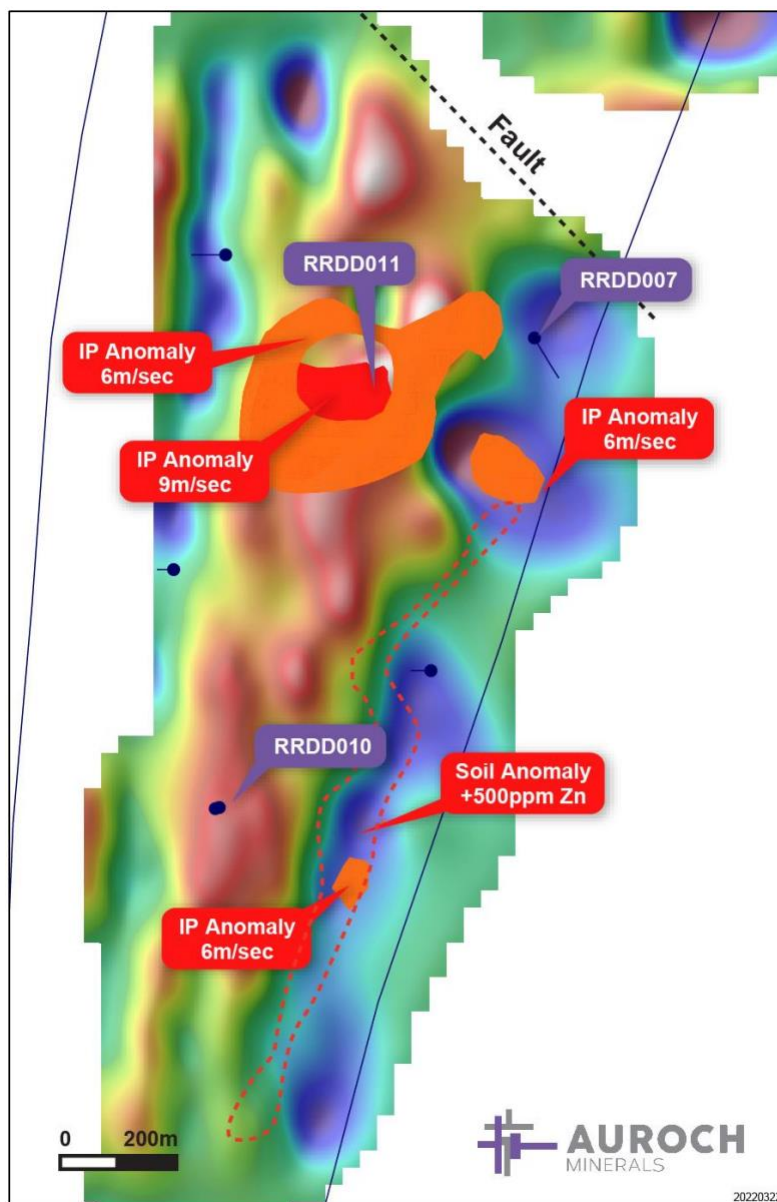 Fault
RRDD011
RRDD007
IP Anomaly
6m/sec
IP Anomaly
6m/sec
IP Anomaly
9m/sec
RRDD010
Soil Anomaly
+500ppm Zn
IP Anomaly
6m/sec
0 200m
AUROCH
MINERALS